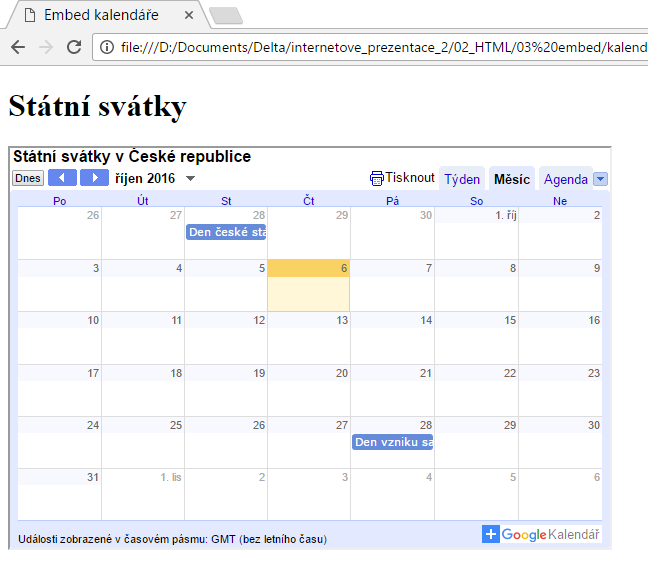 Embed kalendáře
file:///D:/Documents/Delta/internetove_prezentace_2/02_HTML/03%20embed/kalend
Státní svátky
Státní svátky v České republice
Dnes říjen 2016 Tisknout Týden Měsíc Agenda
Po Út St Čt Pá So Ne
26 27 28 29 30 1. říj 2
Den české stá
3 4 5 6 7 8 9
10 11 12 13 14 15 16
17 18 19 20 21 22 23
24 25 26 27 28 29 30
Den vzniku sa
31 1. lis 2 3 4 5 6
Události zobrazené v časovém pásmu: GMT (bez letního času)
Google Kalendář